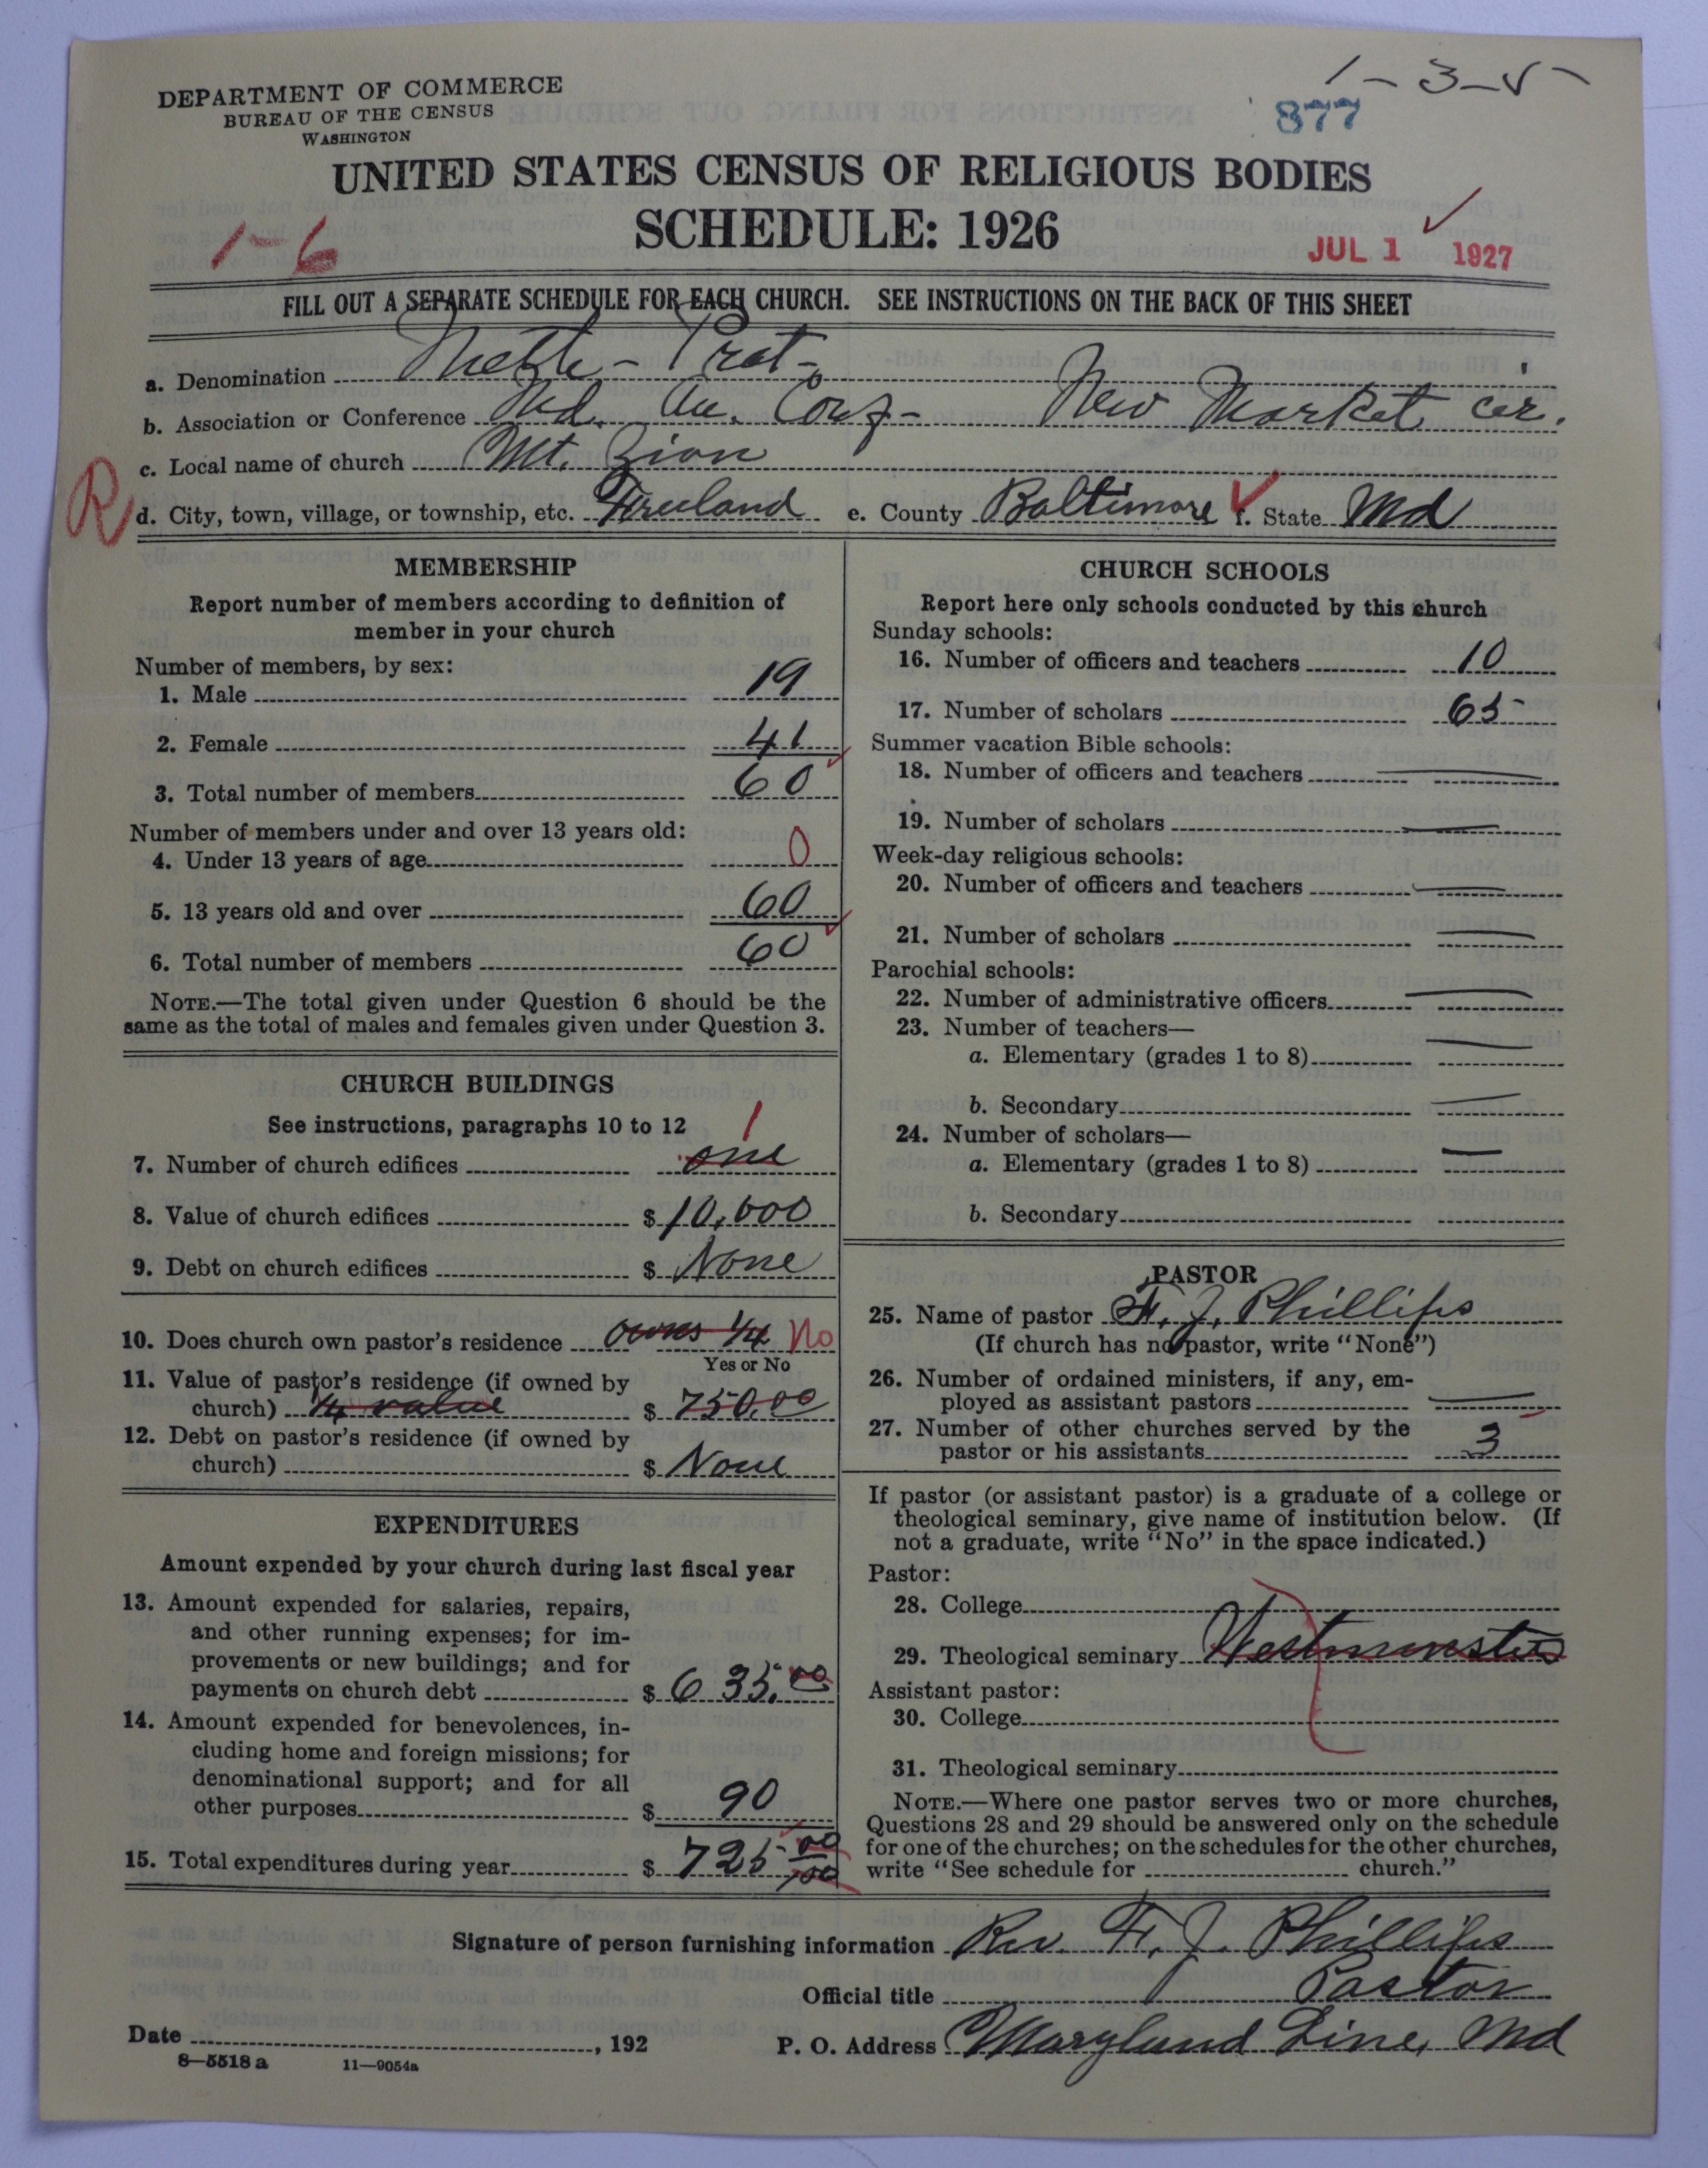 1-3-5-
DEPARTMENT OF COMMERCE
BUREAU OF THE CENSUS
WASHINGTON
877
UNITED STATES CENSUS OF RELIGIOUS BODIES
SCHEDULE: 1926
1-6
JUL 1 1927
FILL OUT A SEPARATE SCHEDULE FOR EACH CHURCH. SEE INSTRUCTIONS ON THE BACK OF THIS SHEET
a. Denomination Meth - Prot-
b. Association or Conference Md. An. Conf- New Market cir.
c. Local name of church Mt. Zion
R
d. City, town, village, or township, etc. Freeland e. County Baltimore f. State Md
MEMBERSHIP
Report number of members according to definition of
member in your church
Number of members, by sex:
1. Male 19
2. Female 41
3. Total number of members 60
Number of members under and over 13 years old:
4. Under 13 years of age 0
5. 13 years old and over 60
6. Total number of members 60
NOTE.—The total given under Question 6 should be the
same as the total of males and females given under Question 3.
CHURCH BUILDINGS
See instructions, paragraphs 10 to 12
1
7. Number of church edifices one
8. Value of church edifices $ 10,000
9. Debt on church edifices $ None
10. Does church own pastor's residence owns 1/4 No
Yes or No
11. Value of pastor's residence (if owned by
church) 1/4 value $ 750.00
12. Debt on pastor's residence (if owned by
church) $ None
EXPENDITURES
Amount expended by your church during last fiscal year
13. Amount expended for salaries, repairs,
and other running expenses; for im-
provements or new buildings; and for
payments on church debt $ 635.00
14. Amount expended for benevolences, in-
cluding home and foreign missions; for
denominational support; and for all
other purposes $ 90
15. Total expenditures during year $ 725 00/100
CHURCH SCHOOLS
Report here only schools conducted by this church
Sunday schools:
16. Number of officers and teachers 10
17. Number of scholars 65
Summer vacation Bible schools:
18. Number of officers and teachers
19. Number of scholars
Week-day religious schools:
20. Number of officers and teachers
21. Number of scholars
Parochial schools:
22. Number of administrative officers
23. Number of teachers—
a. Elementary (grades 1 to 8)
b. Secondary
24. Number of scholars—
a. Elementary (grades 1 to 8)
b. Secondary
PASTOR
25. Name of pastor F. J. Phillips
(If church has no pastor, write "None")
26. Number of ordained ministers, if any, em-
ployed as assistant pastors
27. Number of other churches served by the
pastor or his assistants 3
If pastor (or assistant pastor) is a graduate of a college or
theological seminary, give name of institution below. (If
not a graduate, write "No" in the space indicated.)
Pastor:
28. College
29. Theological seminary Westminster
Assistant pastor:
30. College
31. Theological seminary
NOTE.—Where one pastor serves two or more churches,
Questions 28 and 29 should be answered only on the schedule
for one of the churches; on the schedules for the other churches,
write "See schedule for church."
Signature of person furnishing information Rev. F. J. Phillips
Official title Pastor
Date , 192 P. O. Address Maryland Line, Md
8—5518a 11—9054a